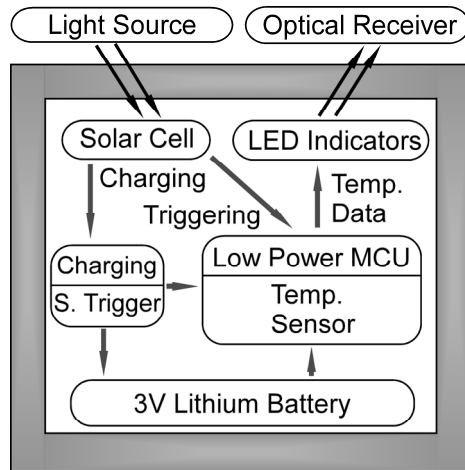 Light Source
Optical Receiver
Solar Cell
LED Indicators
Charging
Triggering
Temp.
Data
Charging
S. Trigger
Low Power MCU
Temp.
Sensor
3V Lithium Battery